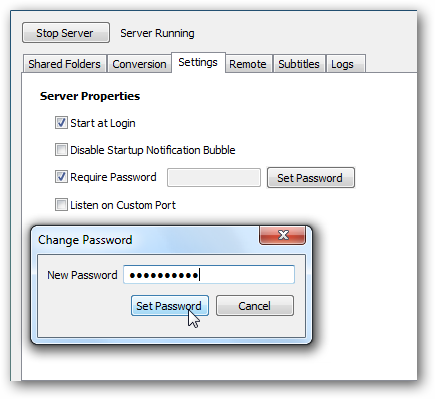 Stop Server Server Running
Shared Folders Conversion Settings Remote Subtitles Logs
Server Properties
Start at Login
Disable Startup Notification Bubble
Require Password Set Password
Listen on Custom Port
Change Password
New Password ●●●●●●●●●●
Set Password Cancel